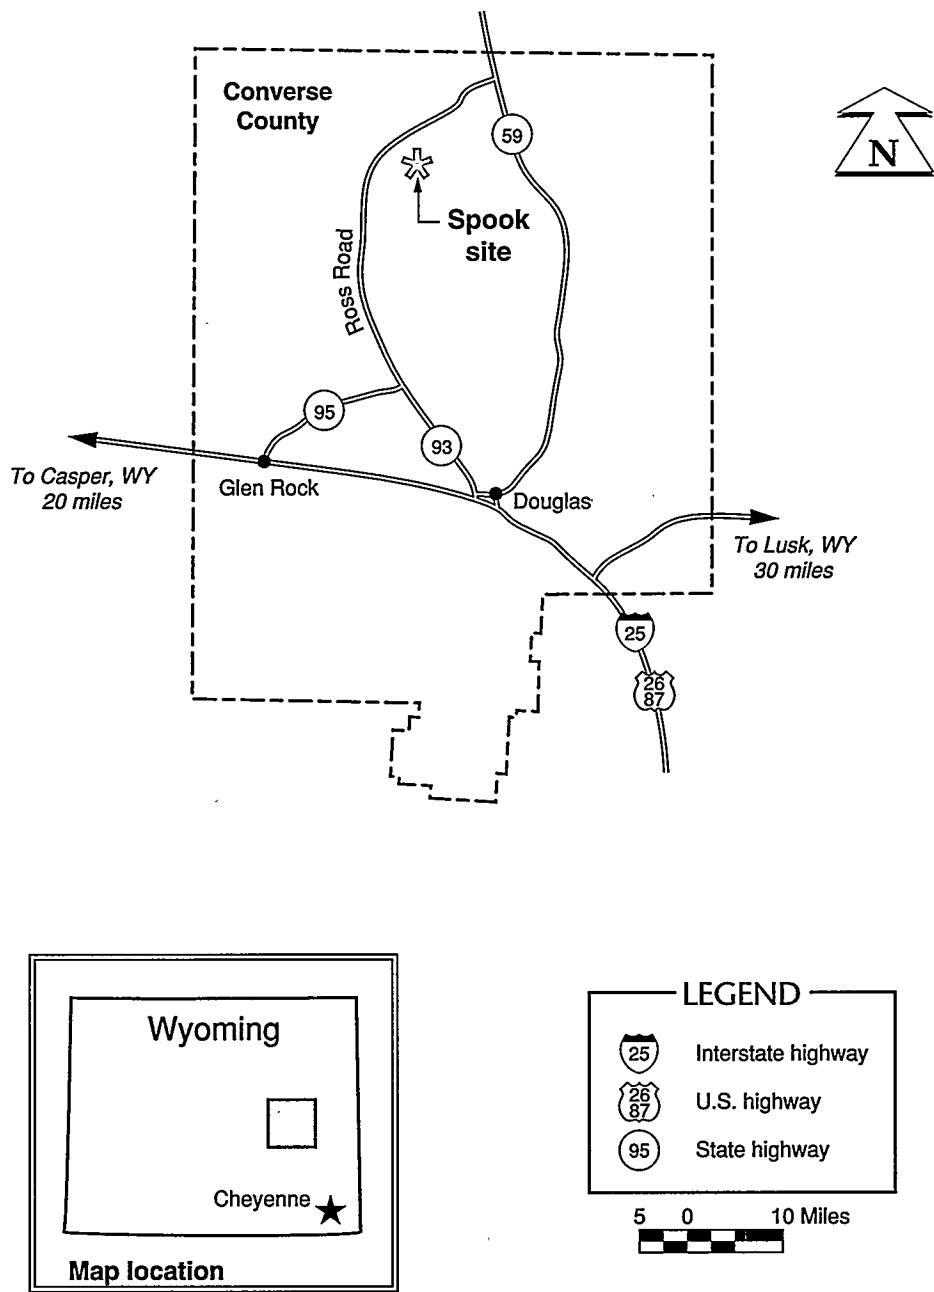 Converse
County
59
N
Spook
site
Ross Road
95
93
To Casper, WY
20 miles
Glen Rock
Douglas
To Lusk, WY
30 miles
25
26
87
Wyoming
Cheyenne
Map location
LEGEND
25 Interstate highway
26
87 U.S. highway
95 State highway
5 0 10 Miles